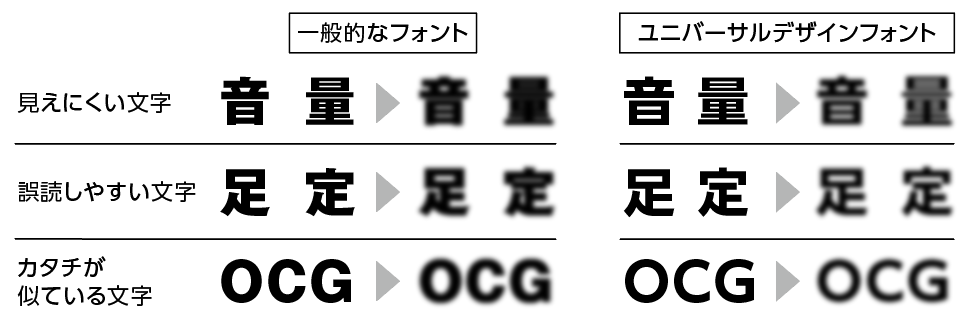 一般的なフォント ユニバーサルデザインフォント
見えにくい文字 音 量 音 量 音 量 音 量
誤読しやすい文字 足 定 足 定 足 定 足 定
カタチが
似ている文字 OCG OCG OCG OCG